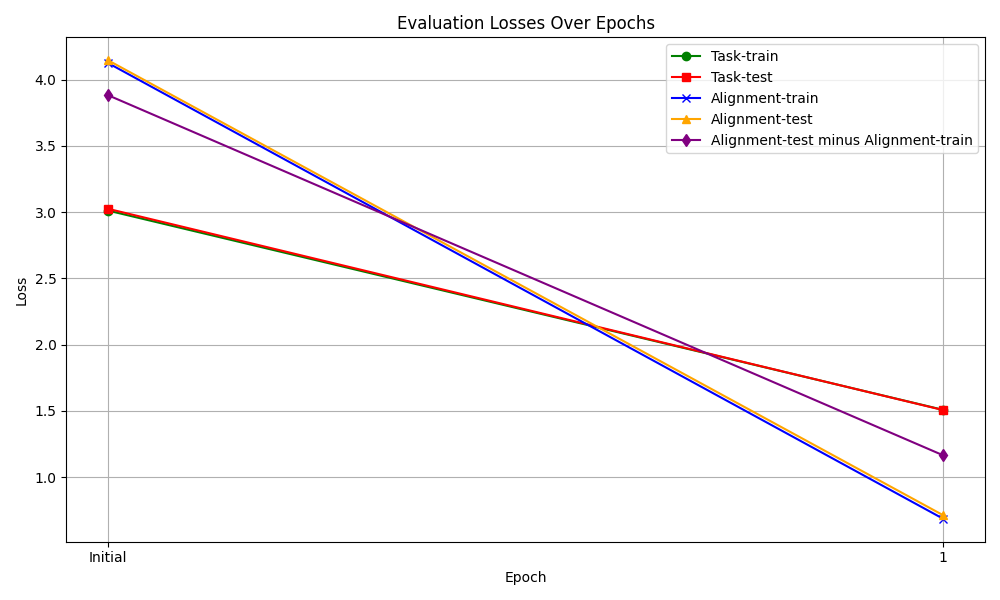 Evaluation Losses Over Epochs
Task-train
Task-test
Alignment-train
Alignment-test
Alignment-test minus Alignment-train
4.0
3.5
3.0
2.5
2.0
1.5
1.0
Loss
Initial
1
Epoch